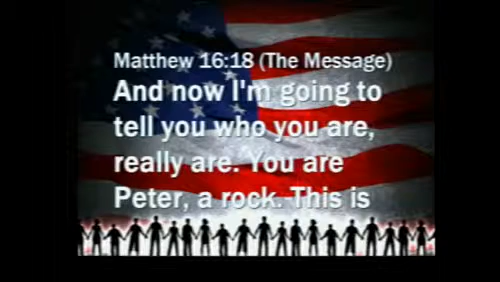 Matthew 16:18 (The Message)
And now I'm going to
tell you who you are,
really are. You are
Peter, a rock. This is